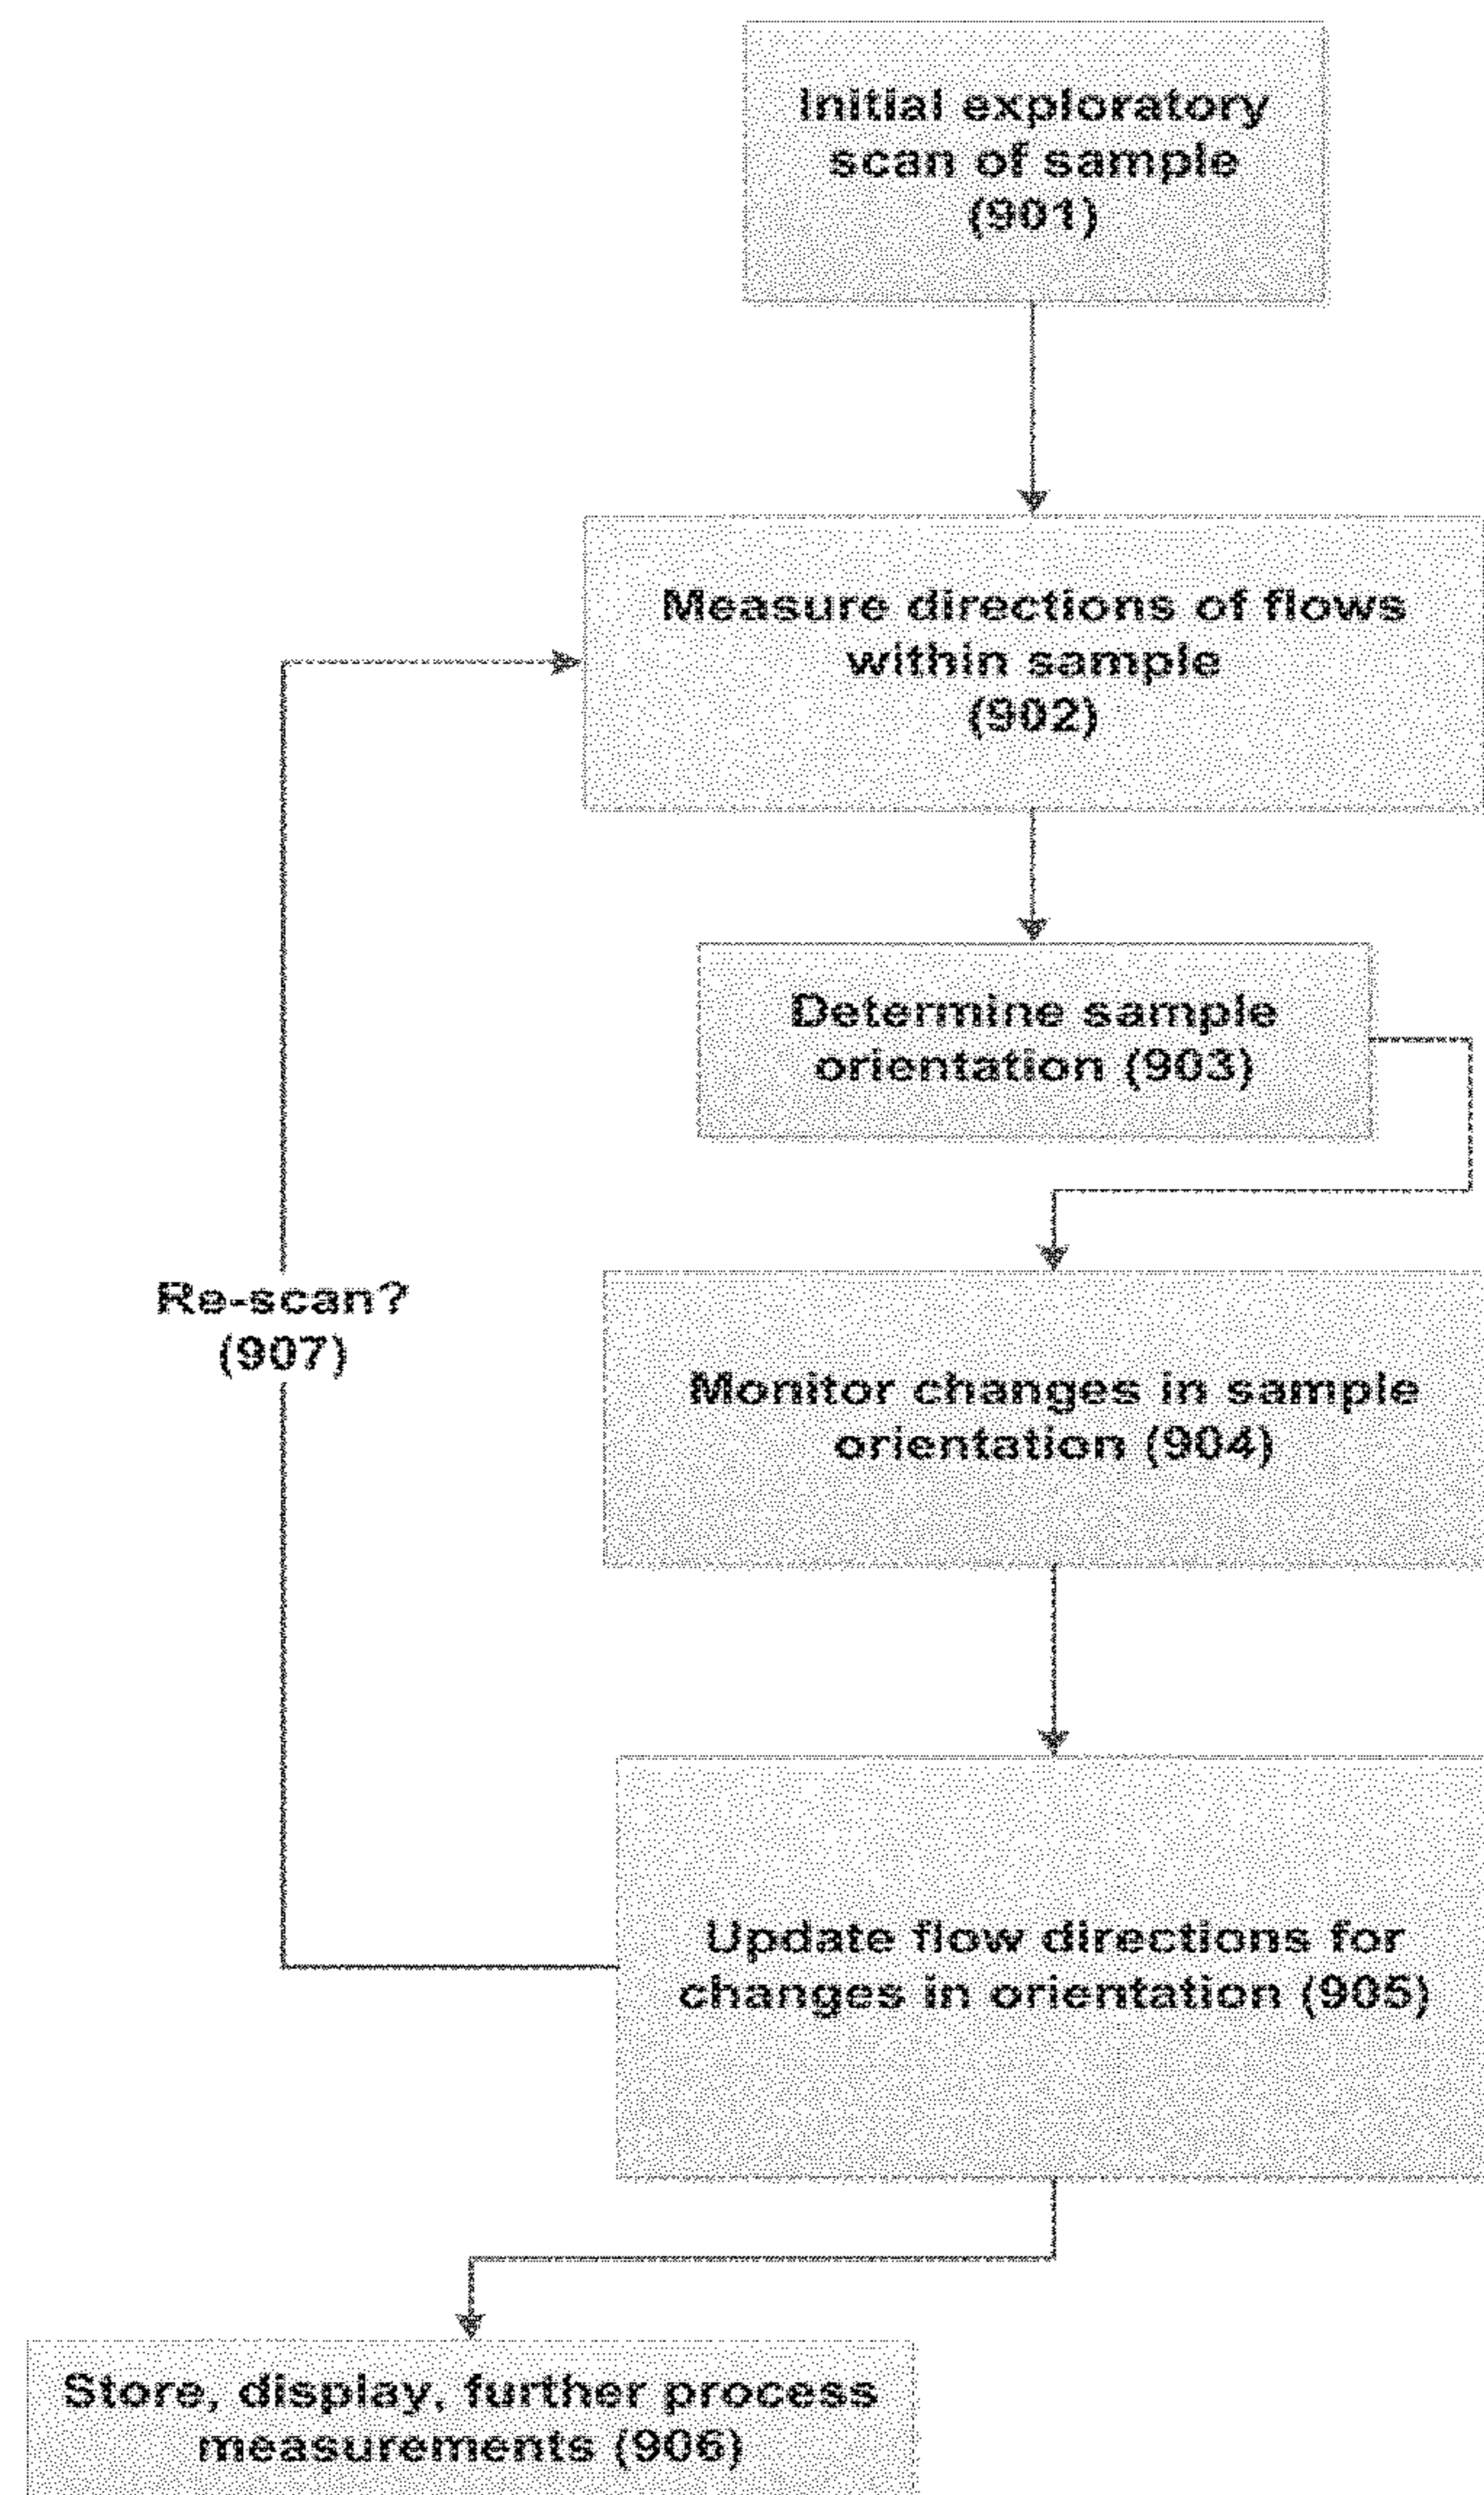 Initial exploratory
scan of sample
(901)
Measure directions of flows
within sample
(902)
Determine sample
orientation (903)
Re-scan?
(907)
Monitor changes in sample
orientation (904)
Update flow directions for
changes in orientation (905)
Store, display, further process
measurements (906)